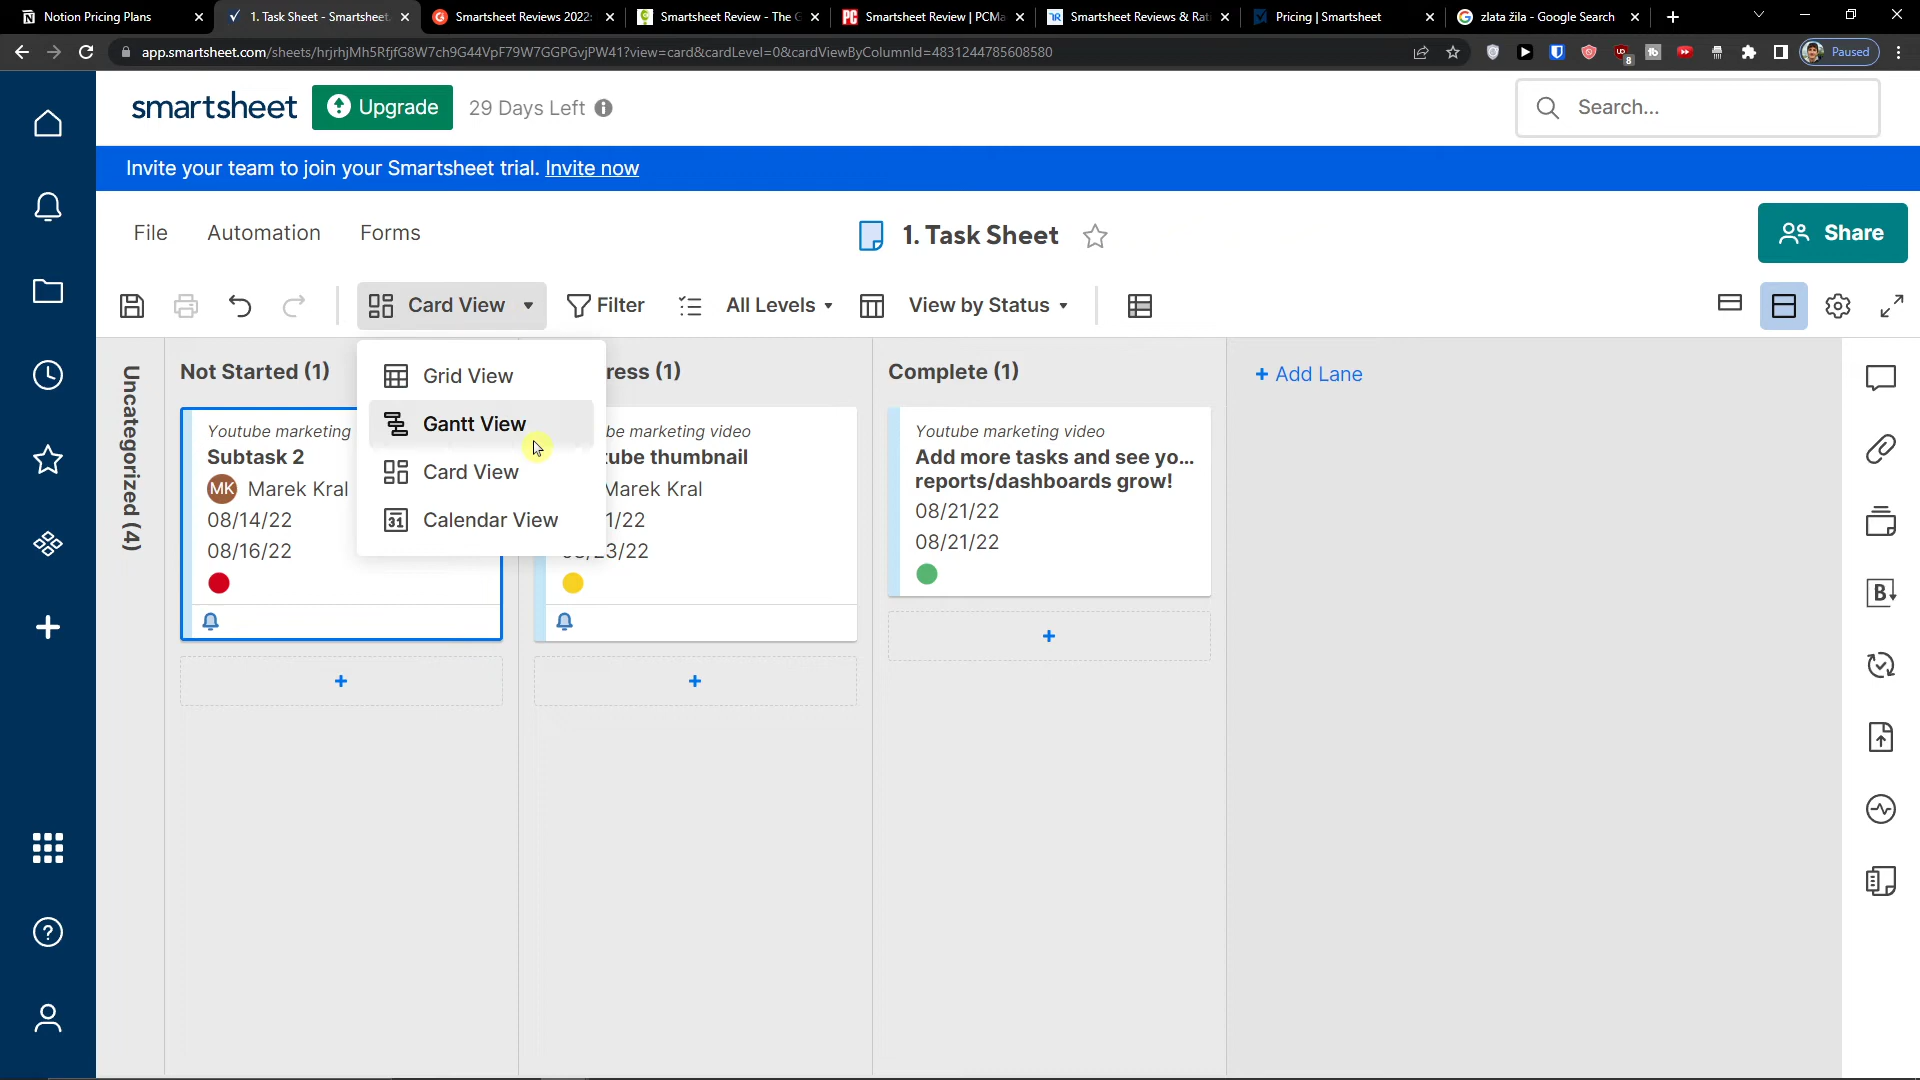 Notion Pricing Plans
1. Task Sheet - Smartsheet.
Smartsheet Reviews 2022:
Smartsheet Review - The
Smartsheet Review | PCMa
Smartsheet Reviews & Rat
Pricing | Smartsheet
zlata žila - Google Search
app.smartsheet.com/sheets/hrjrhjMh5RfjfG8W7ch9G44VpF79W7GGPGvjPW41?view=card&cardLevel=0&cardViewByColumnId=4831244785608580
8
Paused
smartsheet
Upgrade
29 Days Left
Search...
Invite your team to join your Smartsheet trial. Invite now
File
Automation
Forms
1. Task Sheet
Share
Card View
Filter
All Levels
View by Status
Grid View
Gantt View
Card View
31
Calendar View
Uncategorized (4)
Not Started (1)
Youtube marketing
Subtask 2
MK Marek Kral
08/14/22
08/16/22
ress (1)
be marketing video
ube thumbnail
Marek Kral
1/22
23/22
Complete (1)
Youtube marketing video
Add more tasks and see yo...
reports/dashboards grow!
08/21/22
08/21/22
+ Add Lane